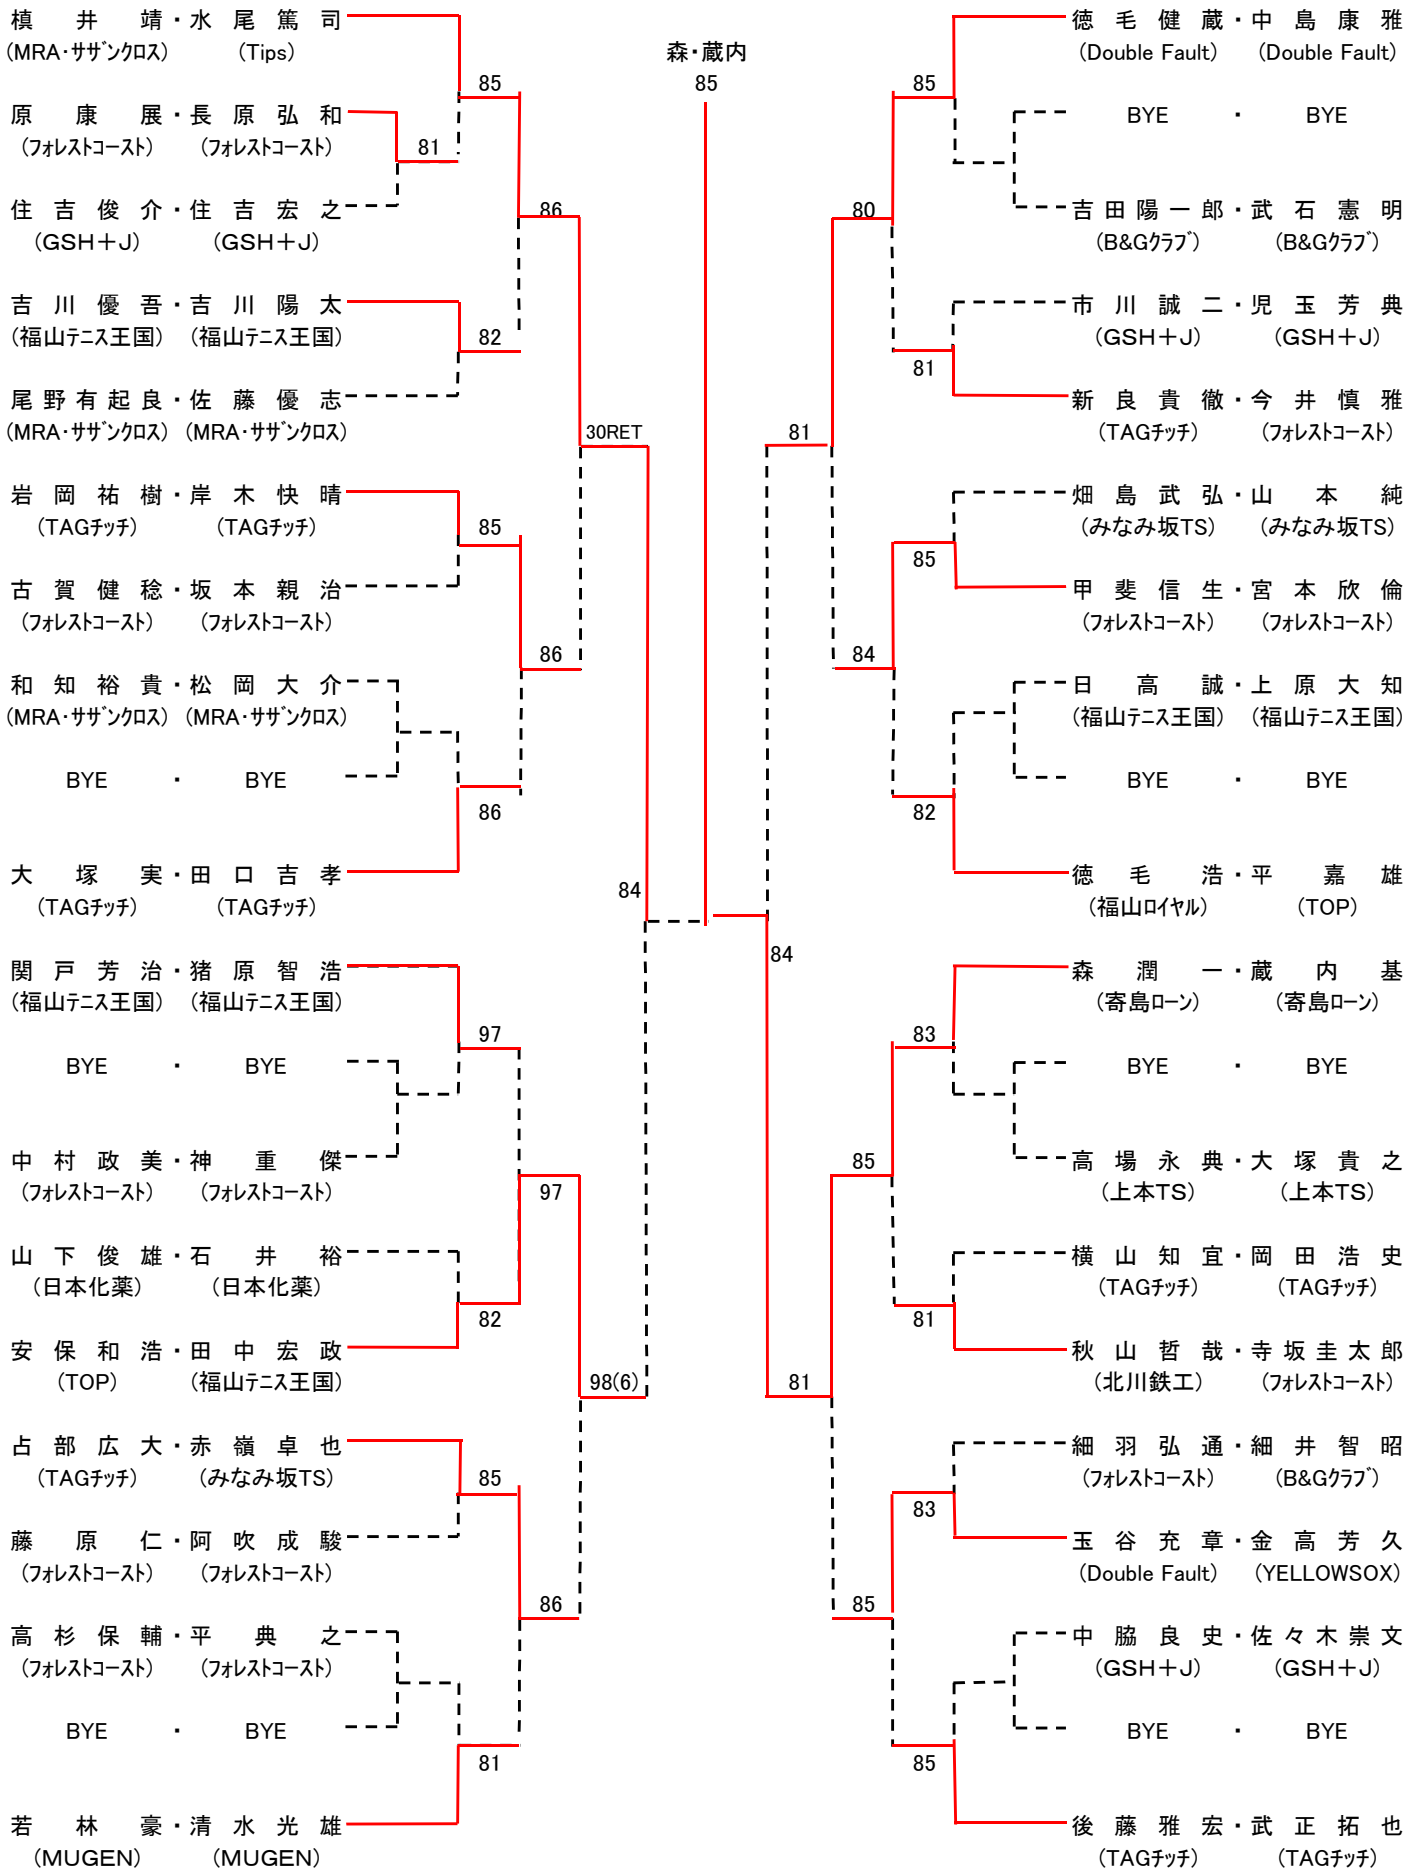 槙井靖・水尾篤司
(MRA･ｻｻﾞﾝｸﾛｽ) (Tips)
85
原康展・長原弘和
(ﾌｫﾚｽﾄｺｰｽﾄ) (ﾌｫﾚｽﾄｺｰｽﾄ)
81
住吉俊介・住吉宏之
(GSH＋J) (GSH＋J)
86
吉川優吾・吉川陽太
(福山ﾃﾆｽ王国) (福山ﾃﾆｽ王国)
82
尾野有起良・佐藤優志
(MRA･ｻｻﾞﾝｸﾛｽ) (MRA･ｻｻﾞﾝｸﾛｽ)
30RET
岩岡祐樹・岸木快晴
(TAGﾁｯﾁ) (TAGﾁｯﾁ)
85
古賀健稔・坂本親治
(ﾌｫﾚｽﾄｺｰｽﾄ) (ﾌｫﾚｽﾄｺｰｽﾄ)
86
和知裕貴・松岡大介
(MRA･ｻｻﾞﾝｸﾛｽ) (MRA･ｻｻﾞﾝｸﾛｽ)
BYE ・ BYE
86
大塚実・田口吉孝
(TAGﾁｯﾁ) (TAGﾁｯﾁ)
84
関戸芳治・猪原智浩
(福山ﾃﾆｽ王国) (福山ﾃﾆｽ王国)
97
BYE ・ BYE
中村政美・神重傑
(ﾌｫﾚｽﾄｺｰｽﾄ) (ﾌｫﾚｽﾄｺｰｽﾄ)
97
山下俊雄・石井裕
(日本化薬) (日本化薬)
82
安保和浩・田中宏政
(TOP) (福山ﾃﾆｽ王国)
98(6)
占部広大・赤嶺卓也
(TAGﾁｯﾁ) (みなみ坂TS)
85
藤原仁・阿吹成駿
(ﾌｫﾚｽﾄｺｰｽﾄ) (ﾌｫﾚｽﾄｺｰｽﾄ)
86
高杉保輔・平典之
(ﾌｫﾚｽﾄｺｰｽﾄ) (ﾌｫﾚｽﾄｺｰｽﾄ)
BYE ・ BYE
81
若林豪・清水光雄
(MUGEN) (MUGEN)
森・蔵内
85
徳毛健蔵・中島康雅
(Double Fault) (Double Fault)
85
BYE ・ BYE
吉田陽一郎・武石憲明
(B&Gｸﾗﾌﾞ) (B&Gｸﾗﾌﾞ)
80
市川誠二・児玉芳典
(GSH＋J) (GSH＋J)
81
新良貴徹・今井慎雅
(TAGﾁｯﾁ) (ﾌｫﾚｽﾄｺｰｽﾄ)
81
畑島武弘・山本純
(みなみ坂TS) (みなみ坂TS)
85
甲斐信生・宮本欣倫
(ﾌｫﾚｽﾄｺｰｽﾄ) (ﾌｫﾚｽﾄｺｰｽﾄ)
84
日高誠・上原大知
(福山ﾃﾆｽ王国) (福山ﾃﾆｽ王国)
BYE ・ BYE
82
徳毛浩・平嘉雄
(福山ﾛｲﾔﾙ) (TOP)
84
森潤一・蔵内基
(寄島ﾛｰﾝ) (寄島ﾛｰﾝ)
83
BYE ・ BYE
高場永典・大塚貴之
(上本TS) (上本TS)
85
横山知宜・岡田浩史
(TAGﾁｯﾁ) (TAGﾁｯﾁ)
81
秋山哲哉・寺坂圭太郎
(北川鉄工) (ﾌｫﾚｽﾄｺｰｽﾄ)
81
細羽弘通・細井智昭
(ﾌｫﾚｽﾄｺｰｽﾄ) (B&Gｸﾗﾌﾞ)
83
玉谷充章・金高芳久
(Double Fault) (YELLOWSOX)
85
中脇良史・佐々木崇文
(GSH＋J) (GSH＋J)
BYE ・ BYE
85
後藤雅宏・武正拓也
(TAGﾁｯﾁ) (TAGﾁｯﾁ)